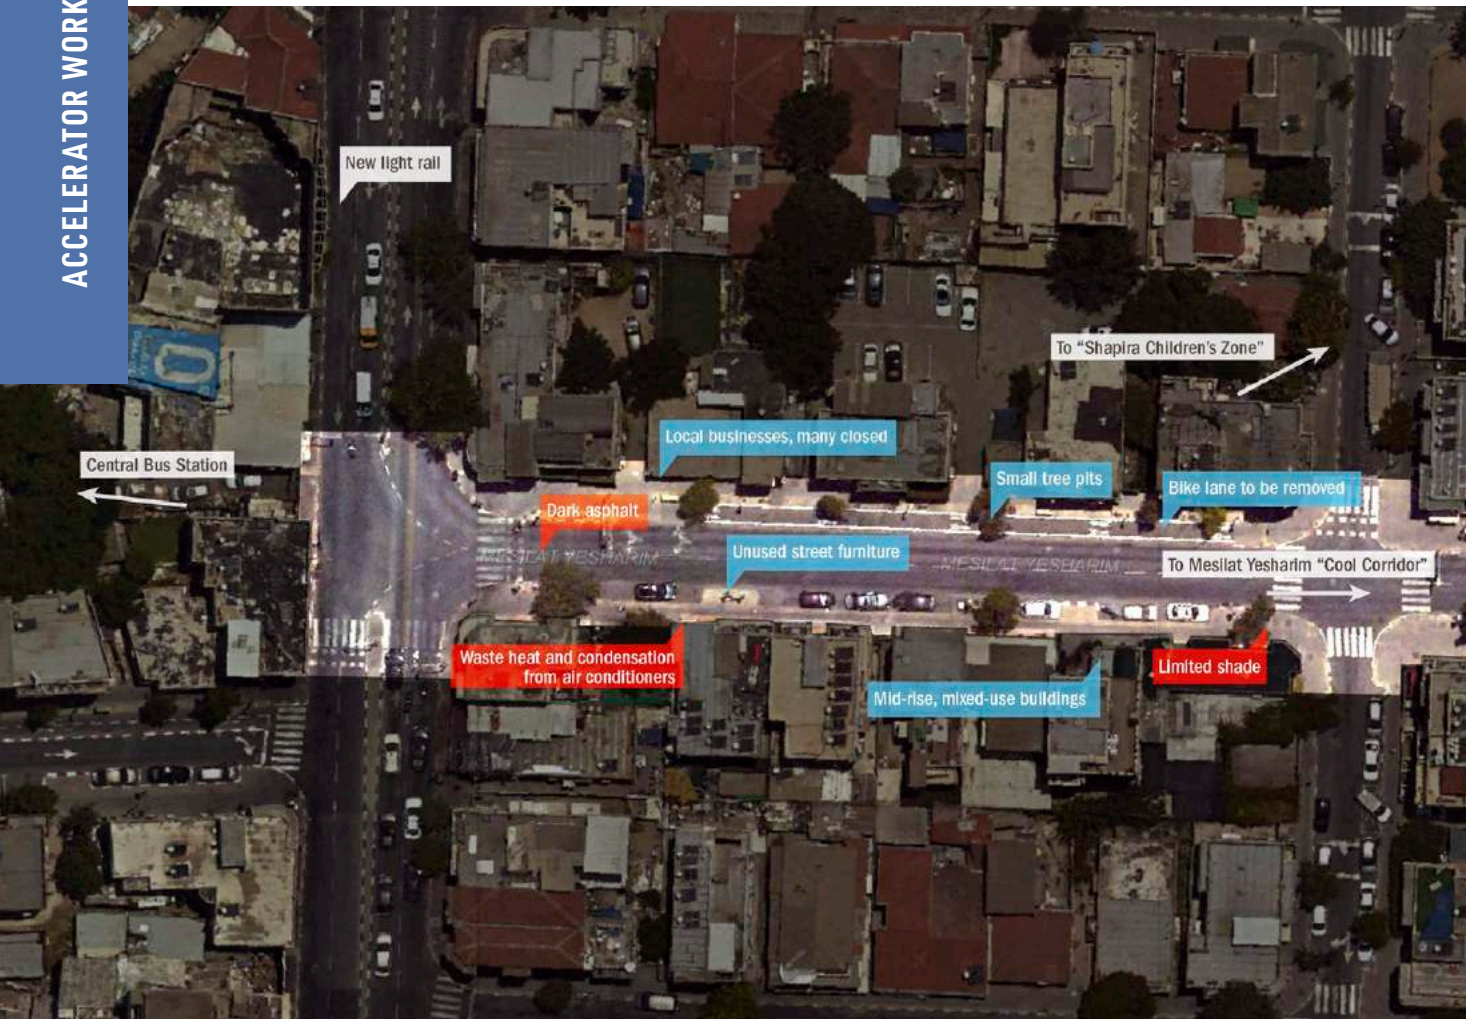 ACCELERATOR WORK
New light rail
To “Shapira Children’s Zone”
Local businesses, many closed
Central Bus Station
Small tree pits
Bike lane to be removed
Dark asphalt
Unused street furniture
MESILAT YESHARIM
MESILAT YESHARIM
To Mesilat Yesharim “Cool Corridor”
Waste heat and condensation
from air conditioners
Limited shade
Mid-rise, mixed-use buildings